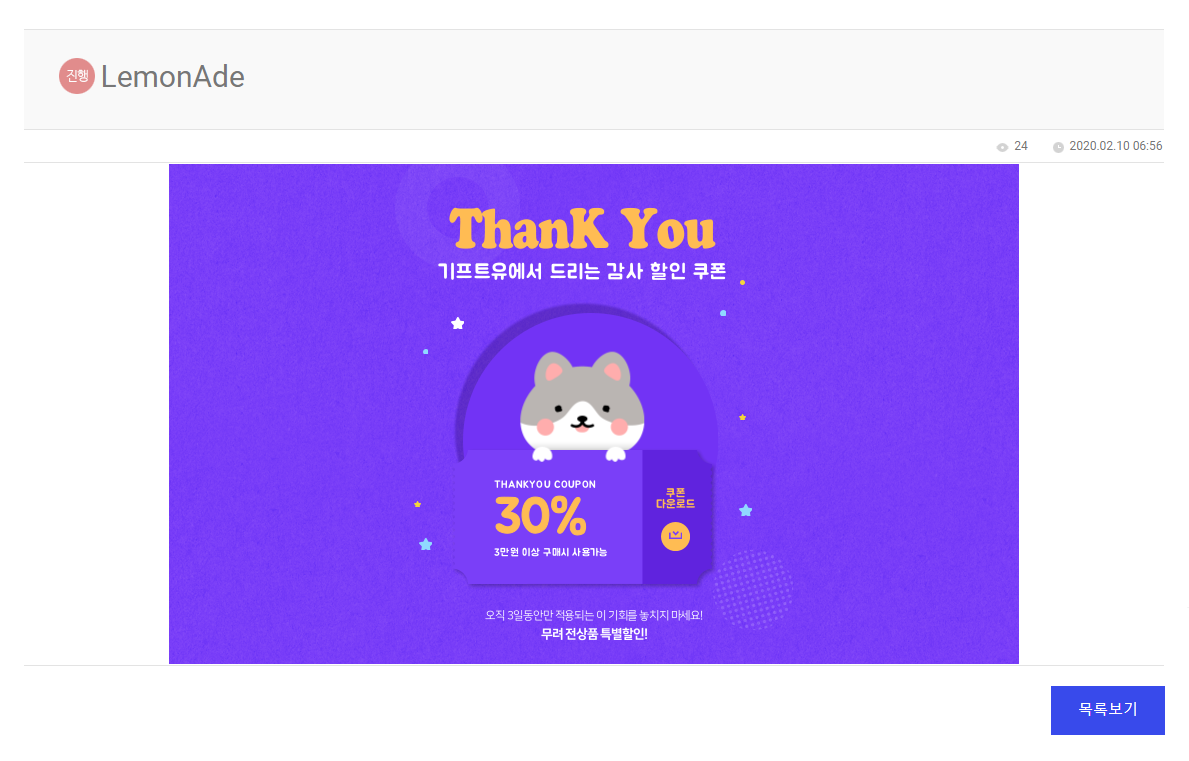 진행 LemonAde
24 2020.02.10 06:56
ThanK You
기프트유에서 드리는 감사 할인 쿠폰
THANKYOU COUPON
30%
3만원 이상 구매시 사용가능
쿠폰
다운로드
오직 3일동안만 적용되는 이 기회를 놓치지 마세요!
무려 전상품 특별할인!
목록보기